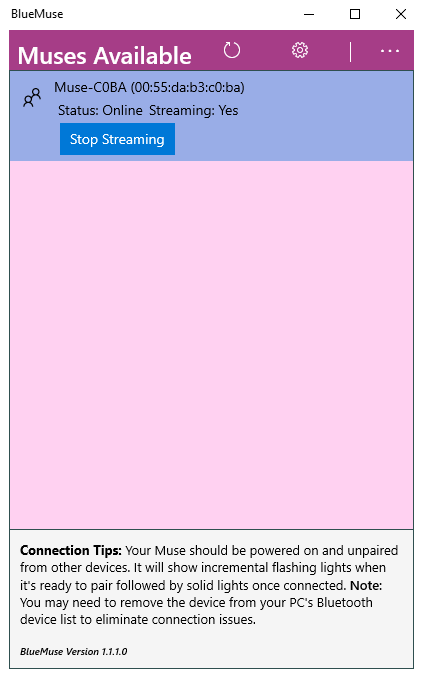 BlueMuse
Muses Available
Muse-C0BA (00:55:da:b3:c0:ba)
Status: Online Streaming: Yes
Stop Streaming
Connection Tips: Your Muse should be powered on and unpaired
from other devices. It will show incremental flashing lights when
it's ready to pair followed by solid lights once connected. Note:
You may need to remove the device from your PC's Bluetooth
device list to eliminate connection issues.
BlueMuse Version 1.1.1.0